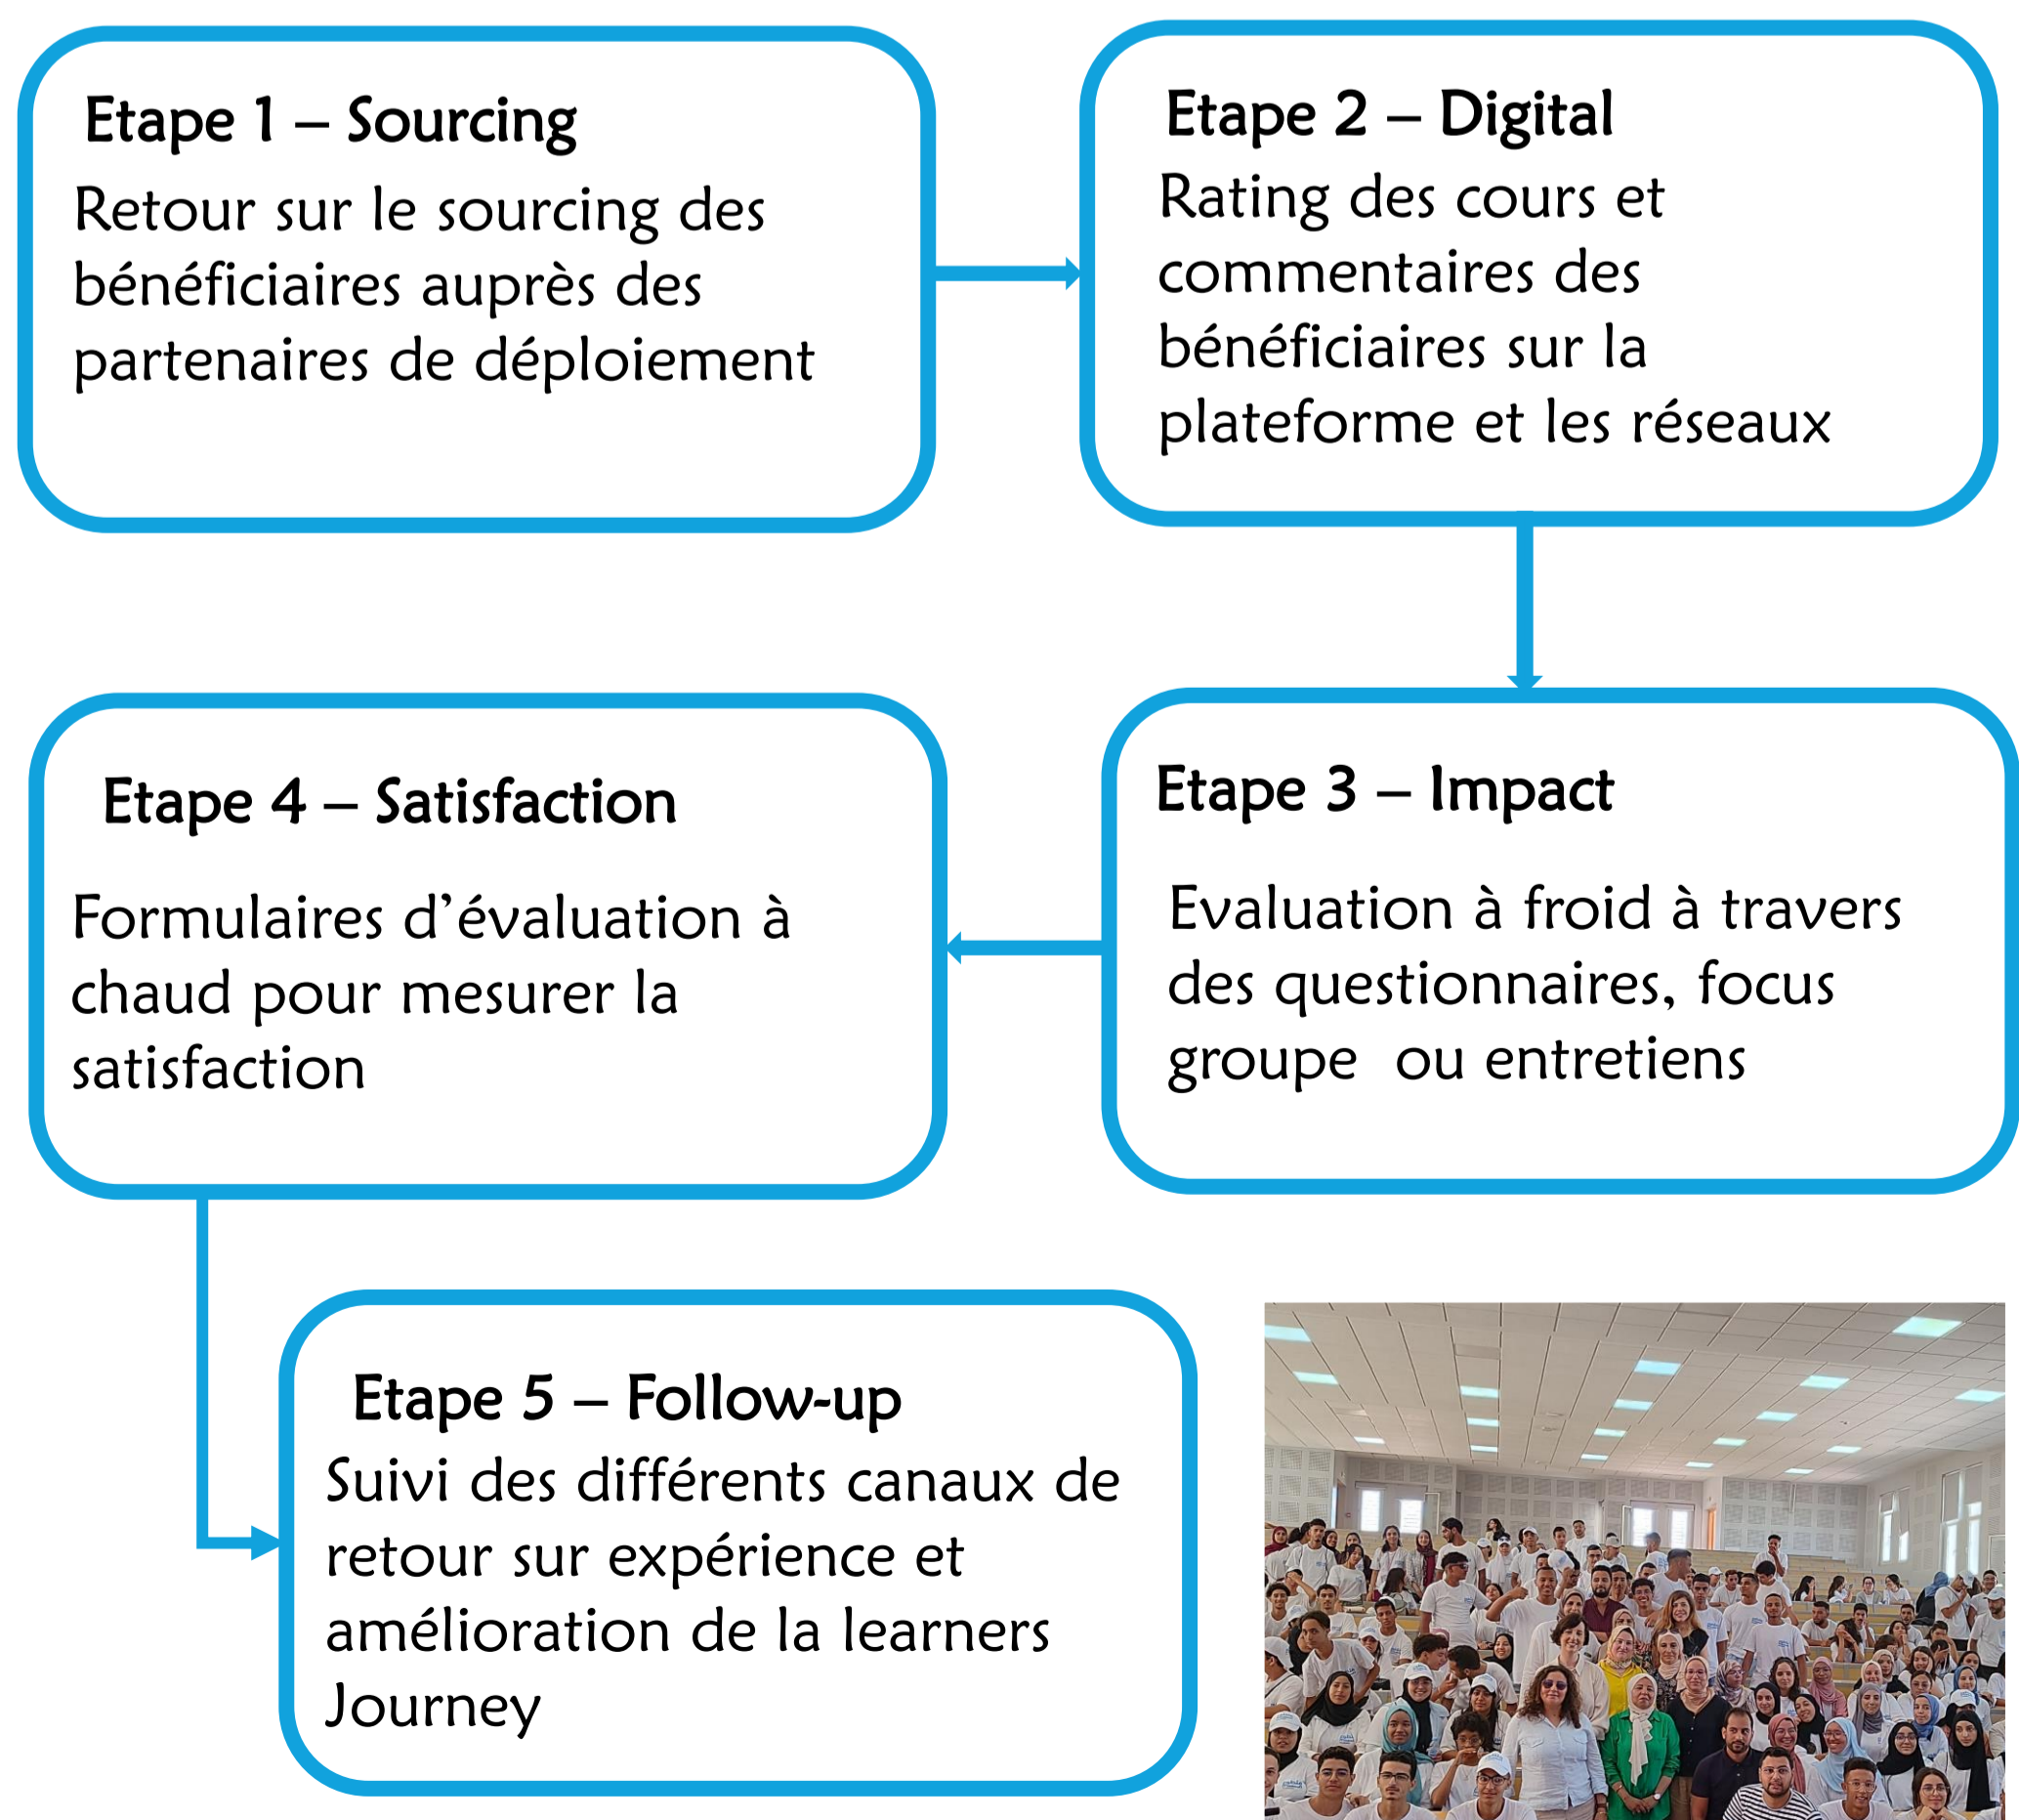 Etape 1 – Sourcing
Retour sur le sourcing des
bénéficiaires auprès des
partenaires de déploiement
Etape 2 – Digital
Rating des cours et
commentaires des
bénéficiaires sur la
plateforme et les réseaux
Etape 3 – Impact
Evaluation à froid à travers
des questionnaires, focus
groupe  ou entretiens
Etape 4 – Satisfaction
Formulaires d’évaluation à
chaud pour mesurer la
satisfaction
Etape 5 – Follow-up
Suivi des différents canaux de
retour sur expérience et
amélioration de la learners
Journey